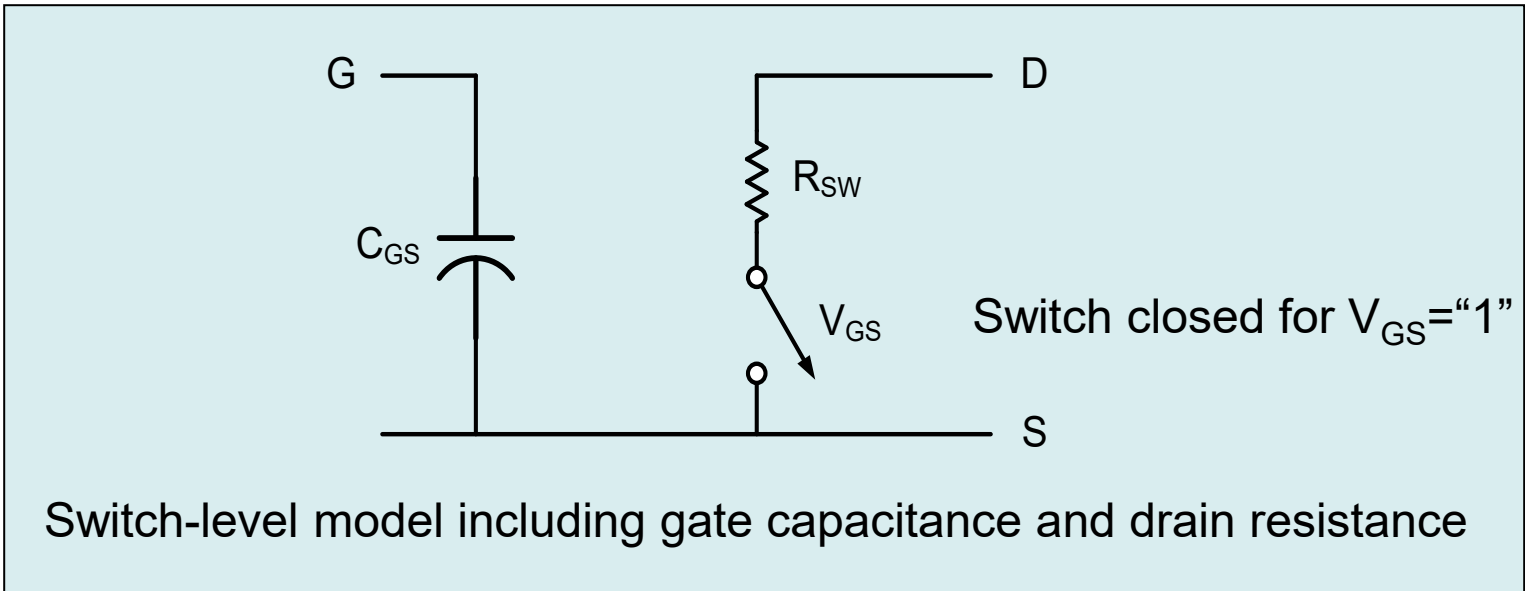 G
D
R_SW
C_GS
V_GS
Switch closed for V_GS=“1”
S
Switch-level model including gate capacitance and drain resistance